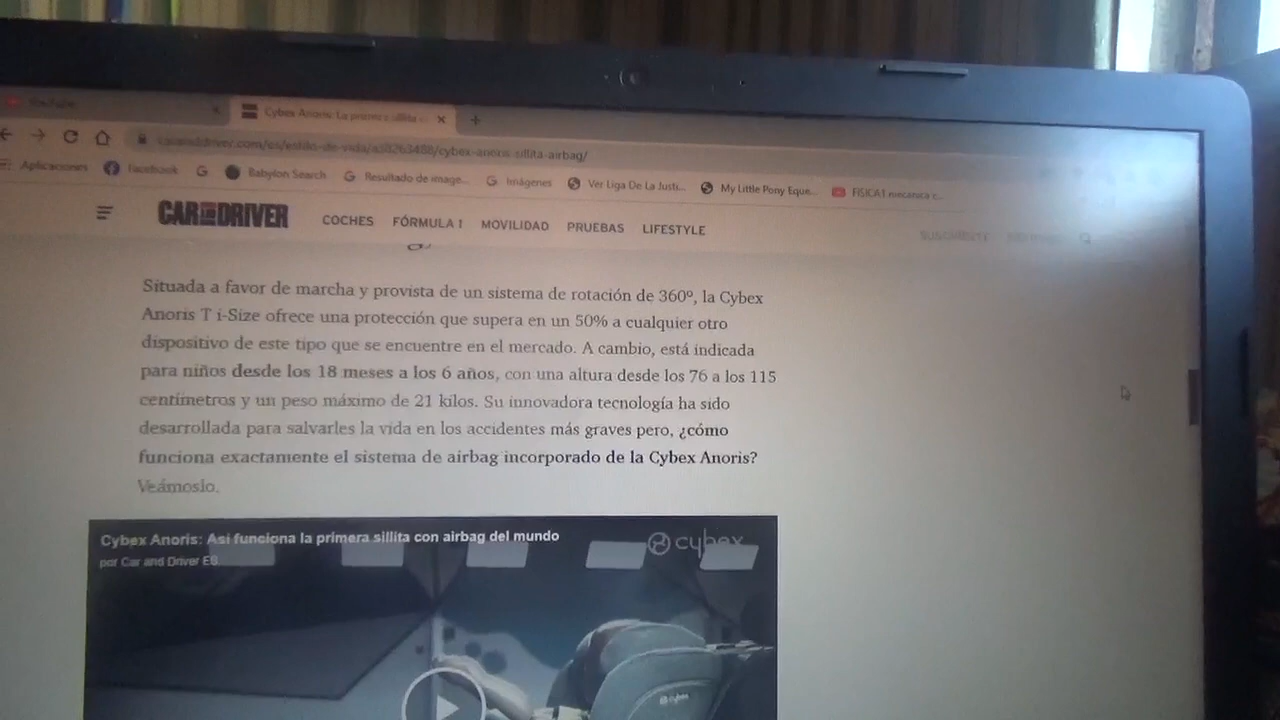 YouTube
Cybex Anoris: La primera sillita
/cybex-anoris-sillita-airbag/
Aplicaciones Facebook G Babylon Search Resultado de image... Imágenes Ver Liga De La Justi... My Little Pony Eque... FISICA1 mecanica c...
CAR AND DRIVER COCHES FÓRMULA 1 MOVILIDAD PRUEBAS LIFESTYLE
Situada a favor de marcha y provista de un sistema de rotación de 360º, la Cybex
Anoris T i-Size ofrece una protección que supera en un 50% a cualquier otro
dispositivo de este tipo que se encuentre en el mercado. A cambio, está indicada
para niños desde los 18 meses a los 6 años, con una altura desde los 76 a los 115
centímetros y un peso máximo de 21 kilos. Su innovadora tecnología ha sido
desarrollada para salvarles la vida en los accidentes más graves pero, ¿cómo
funciona exactamente el sistema de airbag incorporado de la Cybex Anoris?
Veámoslo.
Cybex Anoris: Así funciona la primera sillita con airbag del mundo
por Car and Driver ES
cybex
cybex